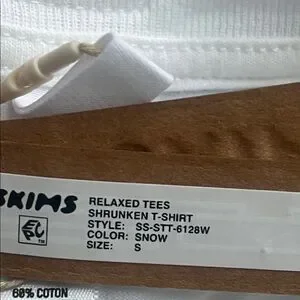 SKIMS
RELAXED TEES
SHRUNKEN T-SHIRT
STYLE: SS-STT-6128W
COLOR: SNOW
SIZE: S
60% COTON